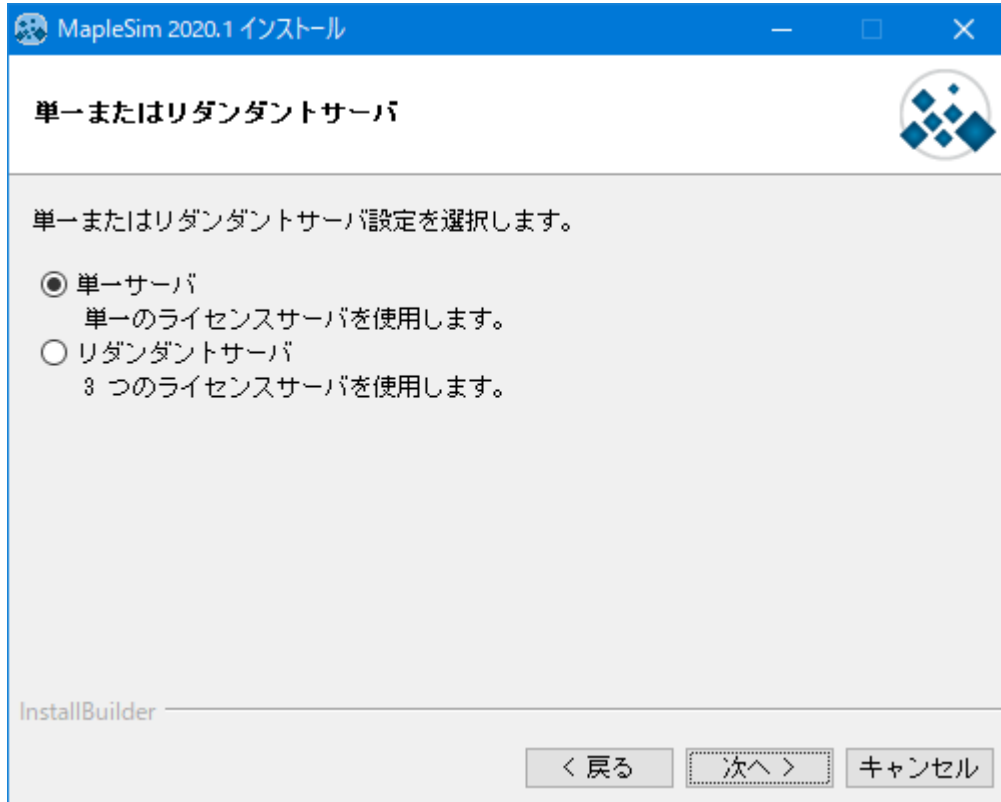 MapleSim 2020.1 インストール
単一またはリダンダントサーバ
単一またはリダンダントサーバ設定を選択します。
単一サーバ
単一のライセンスサーバを使用します。
リダンダントサーバ
3 つのライセンスサーバを使用します。
InstallBuilder
< 戻る 次へ > キャンセル